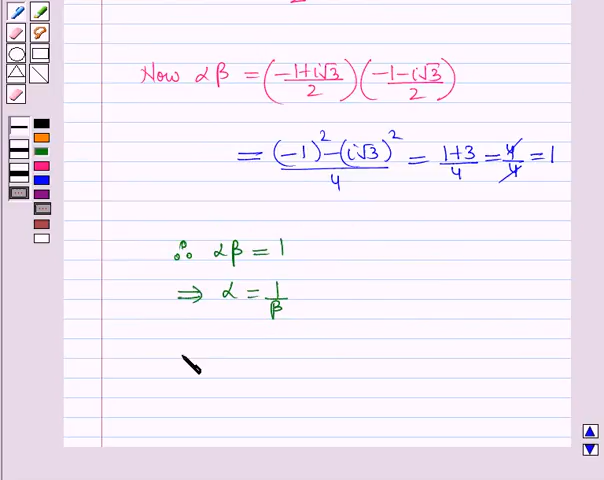 Now αβ = (-1+i√3/2)(-1-i√3/2)
= (-1)² - (i√3)²/4 = 1+3/4 = 4/4 = 1
∴ αβ = 1
⇒ α = 1/β